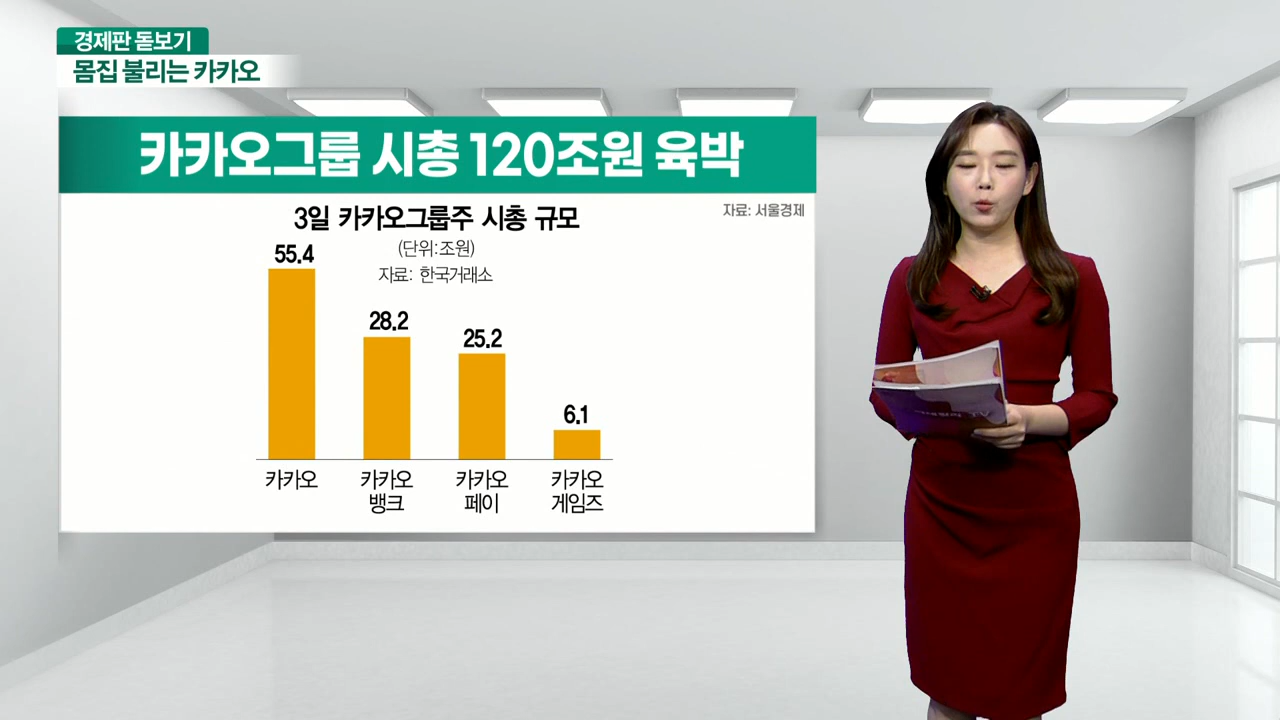 경제판 돋보기
몸집 불리는 카카오
카카오그룹 시총 120조원 육박
자료: 서울경제
3일 카카오그룹주 시총 규모
(단위:조원)
자료: 한국거래소
55.4
28.2
25.2
6.1
카카오
카카오
뱅크
카카오
페이
카카오
게임즈